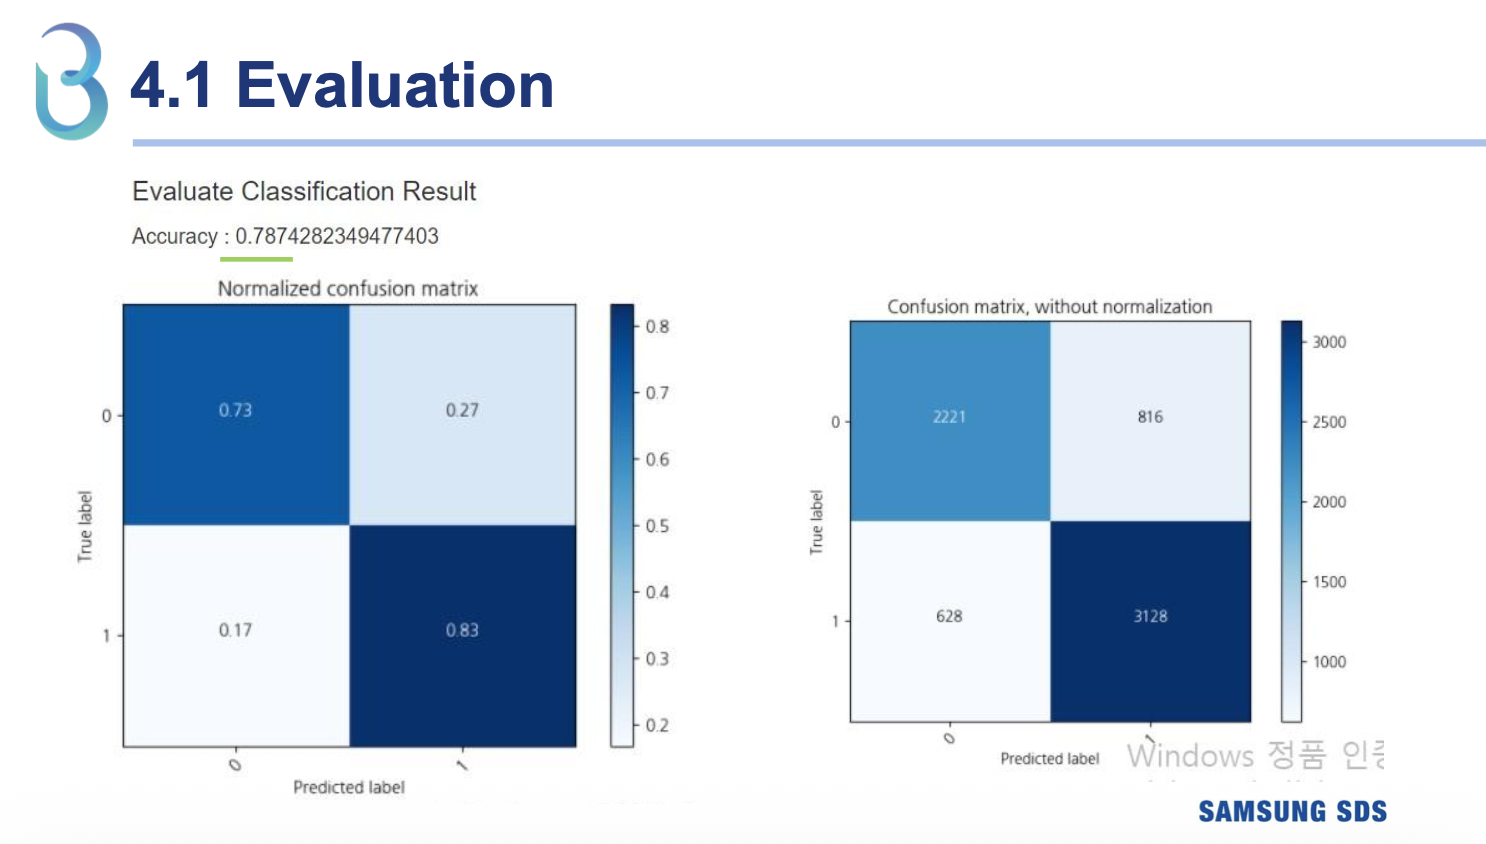 4.1 Evaluation
Evaluate Classification Result
Accuracy : 0.7874282349477403
Normalized confusion matrix
0.73
0.27
0.17
0.83
0
1
True label
0
1
Predicted label
0.8
0.7
0.6
0.5
0.4
0.3
0.2
Confusion matrix, without normalization
2221
816
628
3128
0
1
True label
0
1
Predicted label
3000
2500
2000
1500
1000
Windows 정품
SAMSUNG SDS